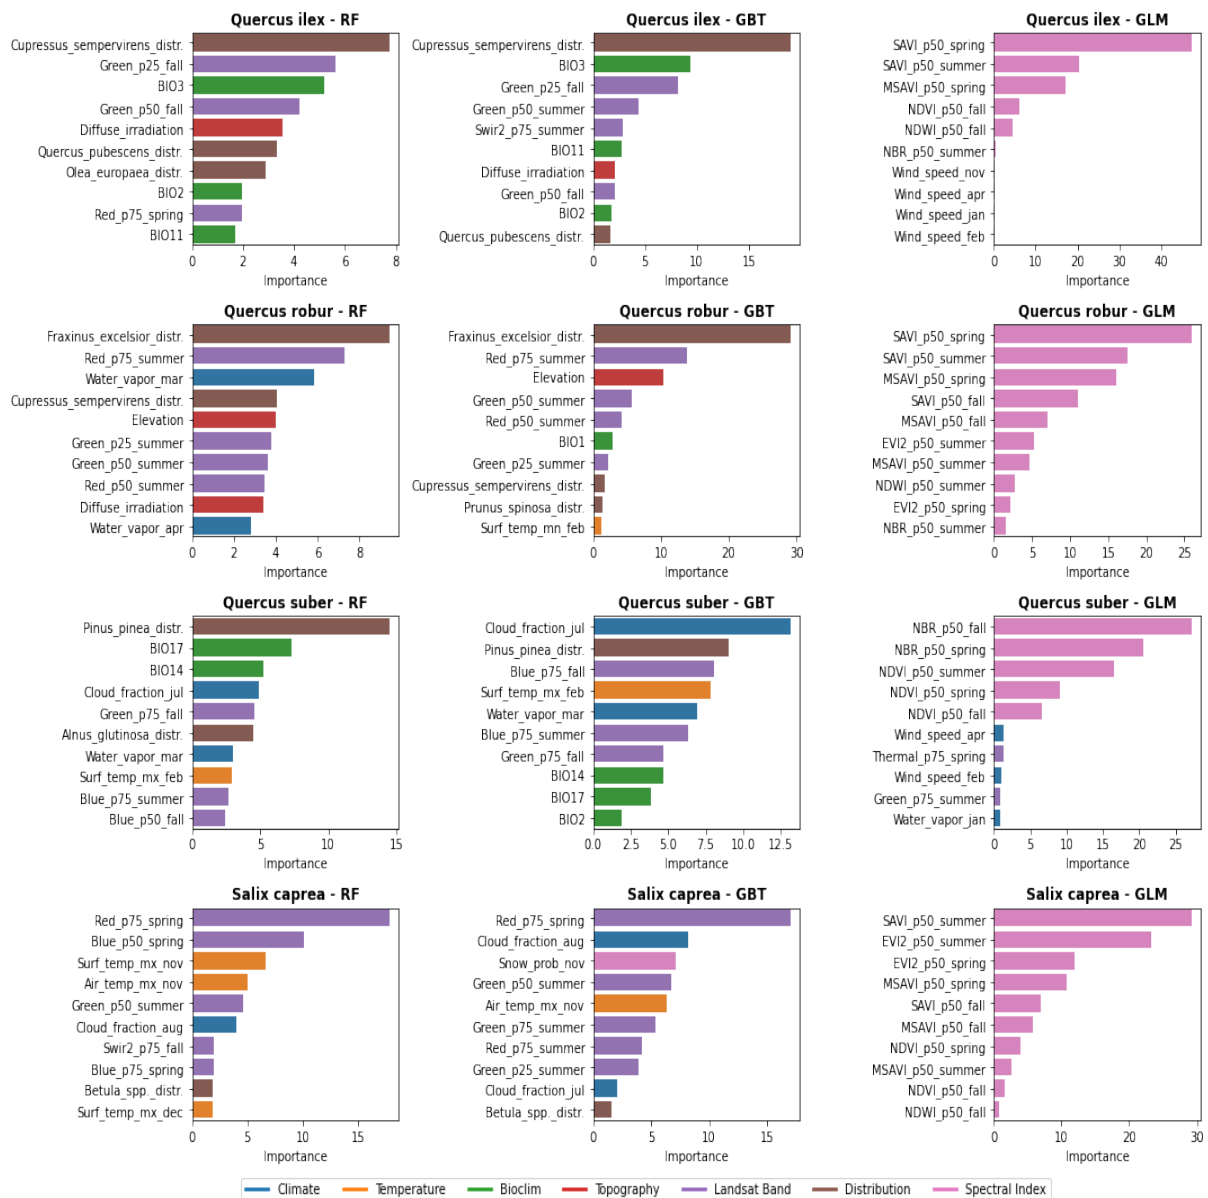 Quercus ilex - RF
Cupressus_sempervirens_distr.
Green_p25_fall
BIO3
Green_p50_fall
Diffuse_irradiation
Quercus_pubescens_distr.
Olea_europaea_distr.
BIO2
Red_p75_spring
BIO11
0 2 4 6 8
Importance
Quercus ilex - GBT
Cupressus_sempervirens_distr.
BIO3
Green_p25_fall
Green_p50_summer
Swir2_p75_summer
BIO11
Diffuse_irradiation
Green_p50_fall
BIO2
Quercus_pubescens_distr.
0 5 10 15
Importance
Quercus ilex - GLM
SAVI_p50_spring
SAVI_p50_summer
MSAVI_p50_spring
NDVI_p50_fall
NDWI_p50_fall
NBR_p50_summer
Wind_speed_nov
Wind_speed_apr
Wind_speed_jan
Wind_speed_feb
0 10 20 30 40
Importance
Quercus robur - RF
Fraxinus_excelsior_distr.
Red_p75_summer
Water_vapor_mar
Cupressus_sempervirens_distr.
Elevation
Green_p25_summer
Green_p50_summer
Red_p50_summer
Diffuse_irradiation
Water_vapor_apr
0 2 4 6 8
Importance
Quercus robur - GBT
Fraxinus_excelsior_distr.
Red_p75_summer
Elevation
Green_p50_summer
Red_p50_summer
BIO1
Green_p25_summer
Cupressus_sempervirens_distr.
Prunus_spinosa_distr.
Surf_temp_mn_feb
0 10 20 30
Importance
Quercus robur - GLM
SAVI_p50_spring
SAVI_p50_summer
MSAVI_p50_spring
SAVI_p50_fall
MSAVI_p50_fall
EVI2_p50_summer
MSAVI_p50_summer
NDWI_p50_summer
EVI2_p50_spring
NBR_p50_summer
0 5 10 15 20 25
Importance
Quercus suber - RF
Pinus_pinea_distr.
BIO17
BIO14
Cloud_fraction_jul
Green_p75_fall
Alnus_glutinosa_distr.
Water_vapor_mar
Surf_temp_mx_feb
Blue_p75_summer
Blue_p50_fall
0 5 10 15
Importance
Quercus suber - GBT
Cloud_fraction_jul
Pinus_pinea_distr.
Blue_p75_fall
Surf_temp_mx_feb
Water_vapor_mar
Blue_p75_summer
Green_p75_fall
BIO14
BIO17
BIO2
0.0 2.5 5.0 7.5 10.0 12.5
Importance
Quercus suber - GLM
NBR_p50_fall
NBR_p50_spring
NDVI_p50_summer
NDVI_p50_spring
NDVI_p50_fall
Wind_speed_apr
Thermal_p75_spring
Wind_speed_feb
Green_p75_summer
Water_vapor_jan
0 5 10 15 20 25
Importance
Salix caprea - RF
Red_p75_spring
Blue_p50_spring
Surf_temp_mx_nov
Air_temp_mx_nov
Green_p50_summer
Cloud_fraction_aug
Swir2_p75_fall
Blue_p75_spring
Betula spp._distr.
Surf_temp_mx_dec
0 5 10 15
Importance
Salix caprea - GBT
Red_p75_spring
Cloud_fraction_aug
Snow_prob_nov
Green_p50_summer
Air_temp_mx_nov
Green_p75_summer
Red_p75_summer
Green_p25_summer
Cloud_fraction_jul
Betula spp._distr.
0 5 10 15
Importance
Salix caprea - GLM
SAVI_p50_summer
EVI2_p50_summer
EVI2_p50_spring
MSAVI_p50_spring
SAVI_p50_fall
MSAVI_p50_fall
NDVI_p50_spring
MSAVI_p50_summer
NDVI_p50_fall
NDWI_p50_fall
0 10 20 30
Importance
Climate Temperature Bioclim Topography Landsat Band Distribution Spectral Index